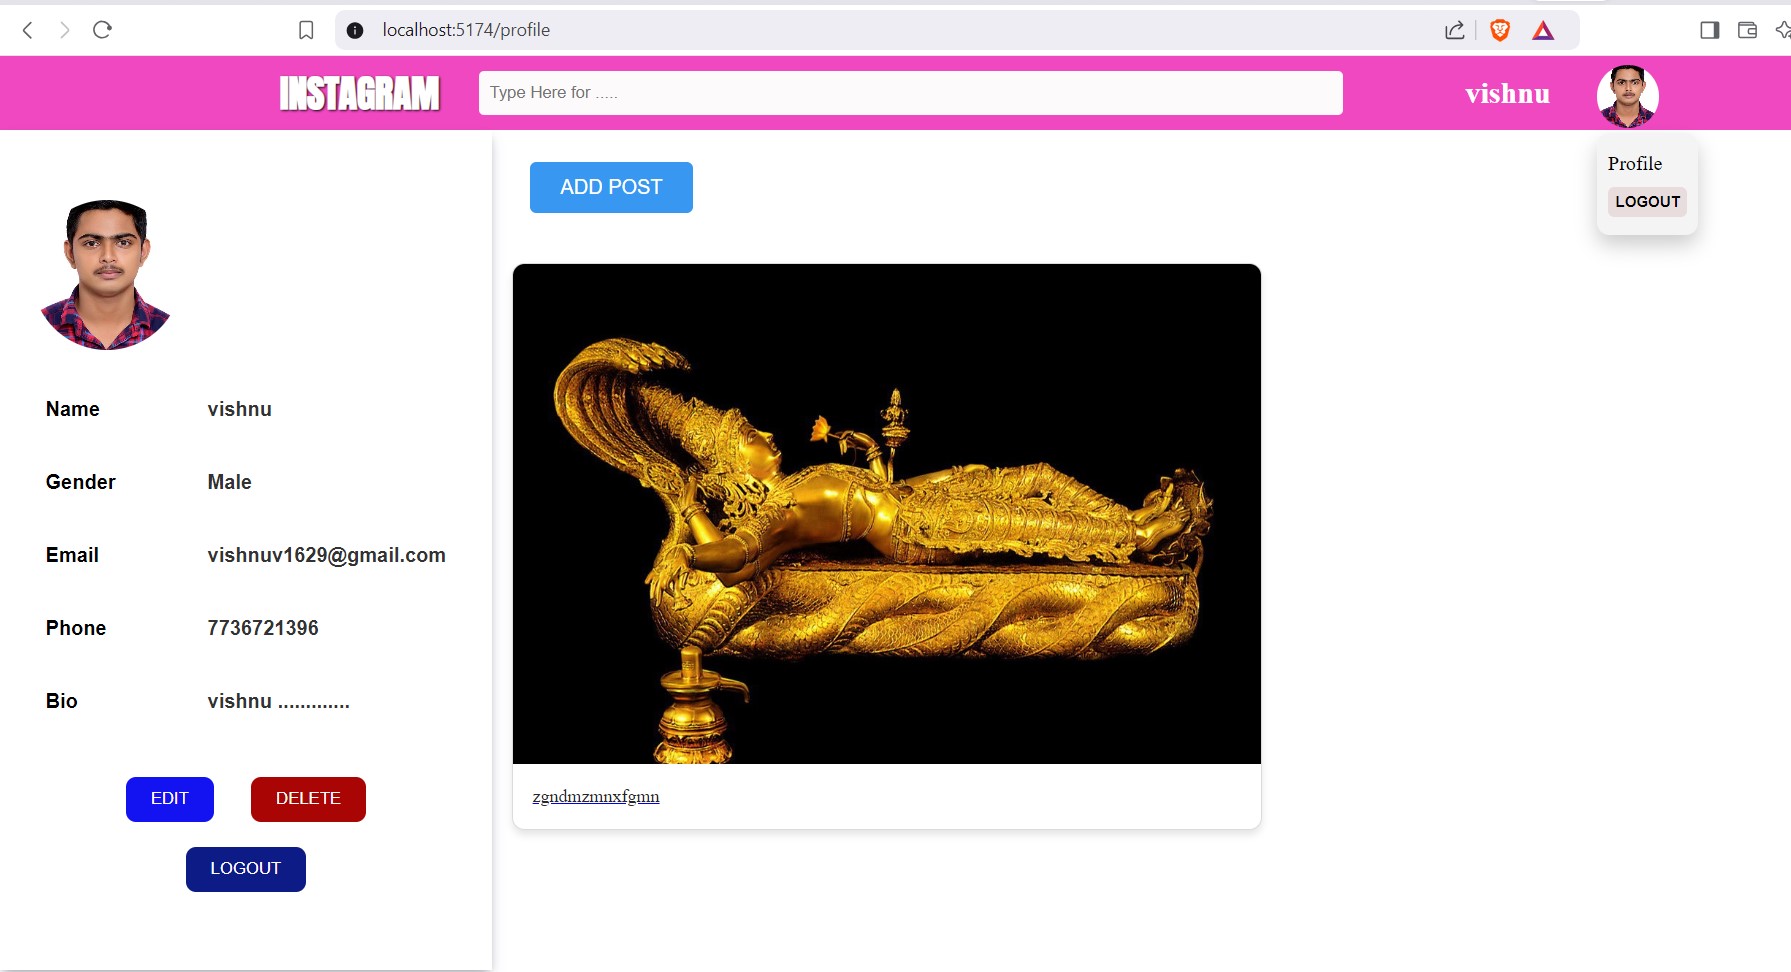 localhost:5174/profile
INSTAGRAM
Type Here for .....
vishnu
Profile
LOGOUT
ADD POST
Name vishnu
Gender Male
Email vishnuv1629@gmail.com
Phone 7736721396
Bio vishnu .............
EDIT DELETE
LOGOUT
zgndmzmnxfgmn